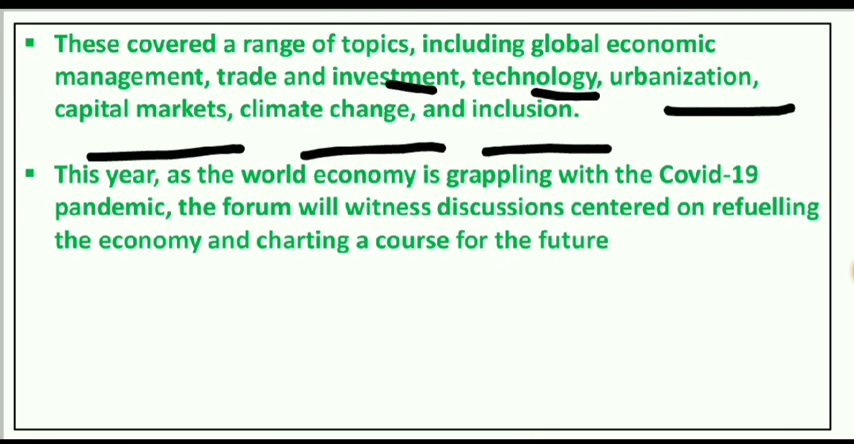 ▪ These covered a range of topics, including global economic
management, trade and investment, technology, urbanization,
capital markets, climate change, and inclusion.
▪ This year, as the world economy is grappling with the Covid-19
pandemic, the forum will witness discussions centered on refuelling
the economy and charting a course for the future